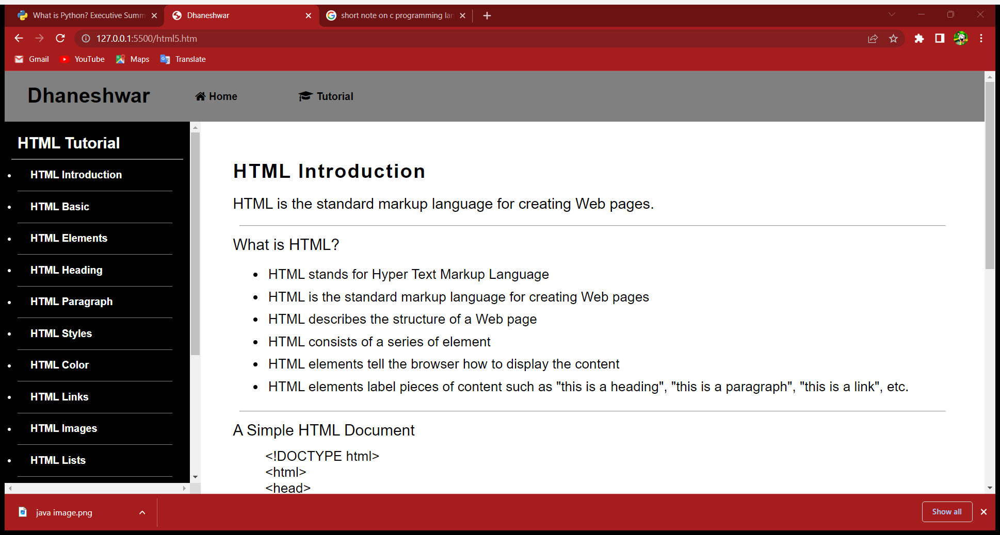 What is Python? Executive Summ
Dhaneshwar
short note on c programming lan
127.0.0.1:5500/html5.htm
Gmail
YouTube
Maps
Translate
Dhaneshwar
Home
Tutorial
HTML Tutorial
HTML Introduction
HTML Basic
HTML Elements
HTML Heading
HTML Paragraph
HTML Styles
HTML Color
HTML Links
HTML Images
HTML Lists
HTML Introduction
HTML is the standard markup language for creating Web pages.
What is HTML?
HTML stands for Hyper Text Markup Language
HTML is the standard markup language for creating Web pages
HTML describes the structure of a Web page
HTML consists of a series of element
HTML elements tell the browser how to display the content
HTML elements label pieces of content such as "this is a heading", "this is a paragraph", "this is a link", etc.
A Simple HTML Document
<!DOCTYPE html>
<html>
<head>
java image.png
Show all